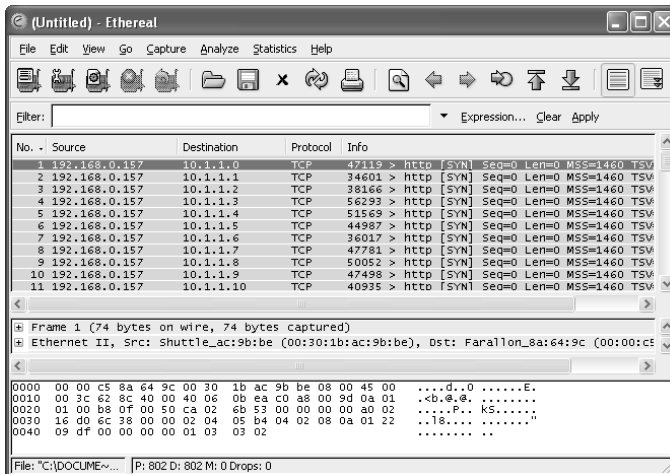 (Untitled) - Ethereal
File Edit View Go Capture Analyze Statistics Help
Filter: Expression... Clear Apply
No. - Source Destination Protocol Info
1 192.168.0.157 10.1.1.0 TCP 47119 > http [SYN] Seq=0 Len=0 MSS=1460 TSV
2 192.168.0.157 10.1.1.1 TCP 34601 > http [SYN] Seq=0 Len=0 MSS=1460 TSV
3 192.168.0.157 10.1.1.2 TCP 38166 > http [SYN] Seq=0 Len=0 MSS=1460 TSV
4 192.168.0.157 10.1.1.3 TCP 56293 > http [SYN] Seq=0 Len=0 MSS=1460 TSV
5 192.168.0.157 10.1.1.4 TCP 51569 > http [SYN] Seq=0 Len=0 MSS=1460 TSV
6 192.168.0.157 10.1.1.5 TCP 44987 > http [SYN] Seq=0 Len=0 MSS=1460 TSV
7 192.168.0.157 10.1.1.6 TCP 36017 > http [SYN] Seq=0 Len=0 MSS=1460 TSV
8 192.168.0.157 10.1.1.7 TCP 47781 > http [SYN] Seq=0 Len=0 MSS=1460 TSV
9 192.168.0.157 10.1.1.8 TCP 50052 > http [SYN] Seq=0 Len=0 MSS=1460 TSV
10 192.168.0.157 10.1.1.9 TCP 47498 > http [SYN] Seq=0 Len=0 MSS=1460 TSV
11 192.168.0.157 10.1.1.10 TCP 40935 > http [SYN] Seq=0 Len=0 MSS=1460 TSV
Frame 1 (74 bytes on wire, 74 bytes captured)
Ethernet II, Src: Shuttle_ac:9b:be (00:30:1b:ac:9b:be), Dst: Farallon_8a:64:9c (00:00:c5
0000 00 00 c5 8a 64 9c 00 30 1b ac 9b be 08 00 45 00 ....d..0 ......E.
0010 00 3c 62 8c 40 00 40 06 0b ea c0 a8 00 9d 0a 01 .<b.@.@. ........
0020 01 00 b8 0f 00 50 ca 02 6b 53 00 00 00 00 a0 02 .....P.. kS......
0030 16 d0 6c 38 00 00 02 04 05 b4 04 02 08 0a 01 22 ..l8.... ......."
0040 09 df 00 00 00 00 01 03 03 02 ........ ..
File: "C:\DOCUME~... P: 802 D: 802 M: 0 Drops: 0